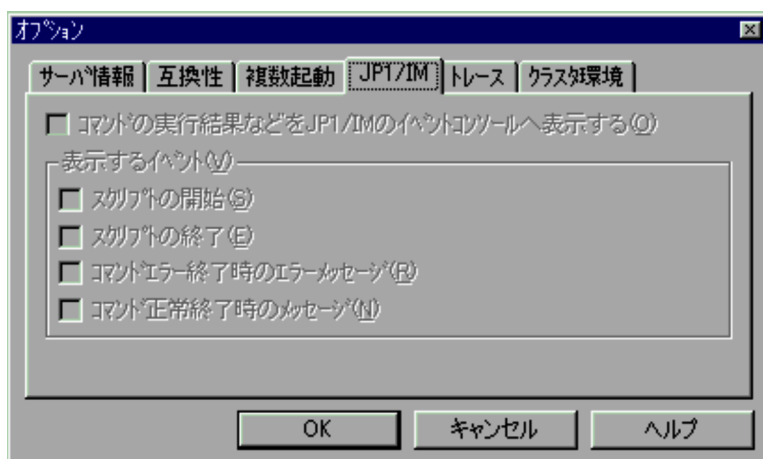 オプション
サーバ情報 互換性 複数起動 JP1/IM トレース クラスタ環境
コマンドの実行結果などをJP1/IMのイベントコンソールへ表示する(O)
表示するイベント(V)
スクリプトの開始(S)
スクリプトの終了(E)
コマンドエラー終了時のエラーメッセージ(R)
コマンド正常終了時のメッセージ(N)
OK キャンセル ヘルプ